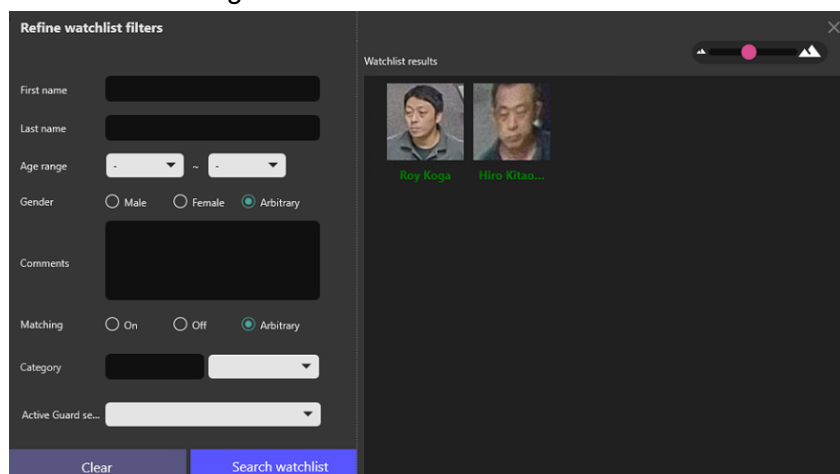 Refine watchlist filters
Watchlist results
First name
Last name
Age range - ~ -
Gender Male Female Arbitrary
Comments
Matching On Off Arbitrary
Category
Active Guard se...
Clear Search watchlist
Roy Koga Hiro Kitao...